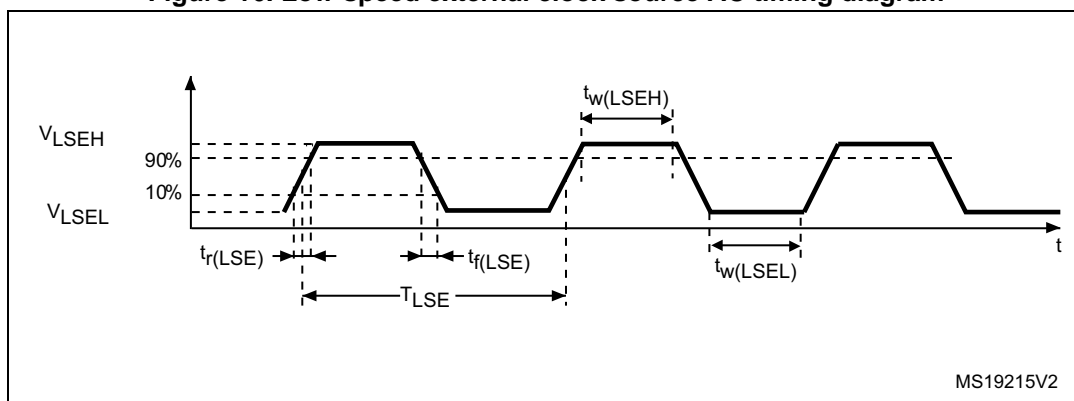 Figure 16. Low-speed external clock source AC timing diagram
tw(LSEH)
VLSEH
90%
10%
VLSEL
tr(LSE)
tf(LSE)
tw(LSEL)
t
TLSE
MS19215V2